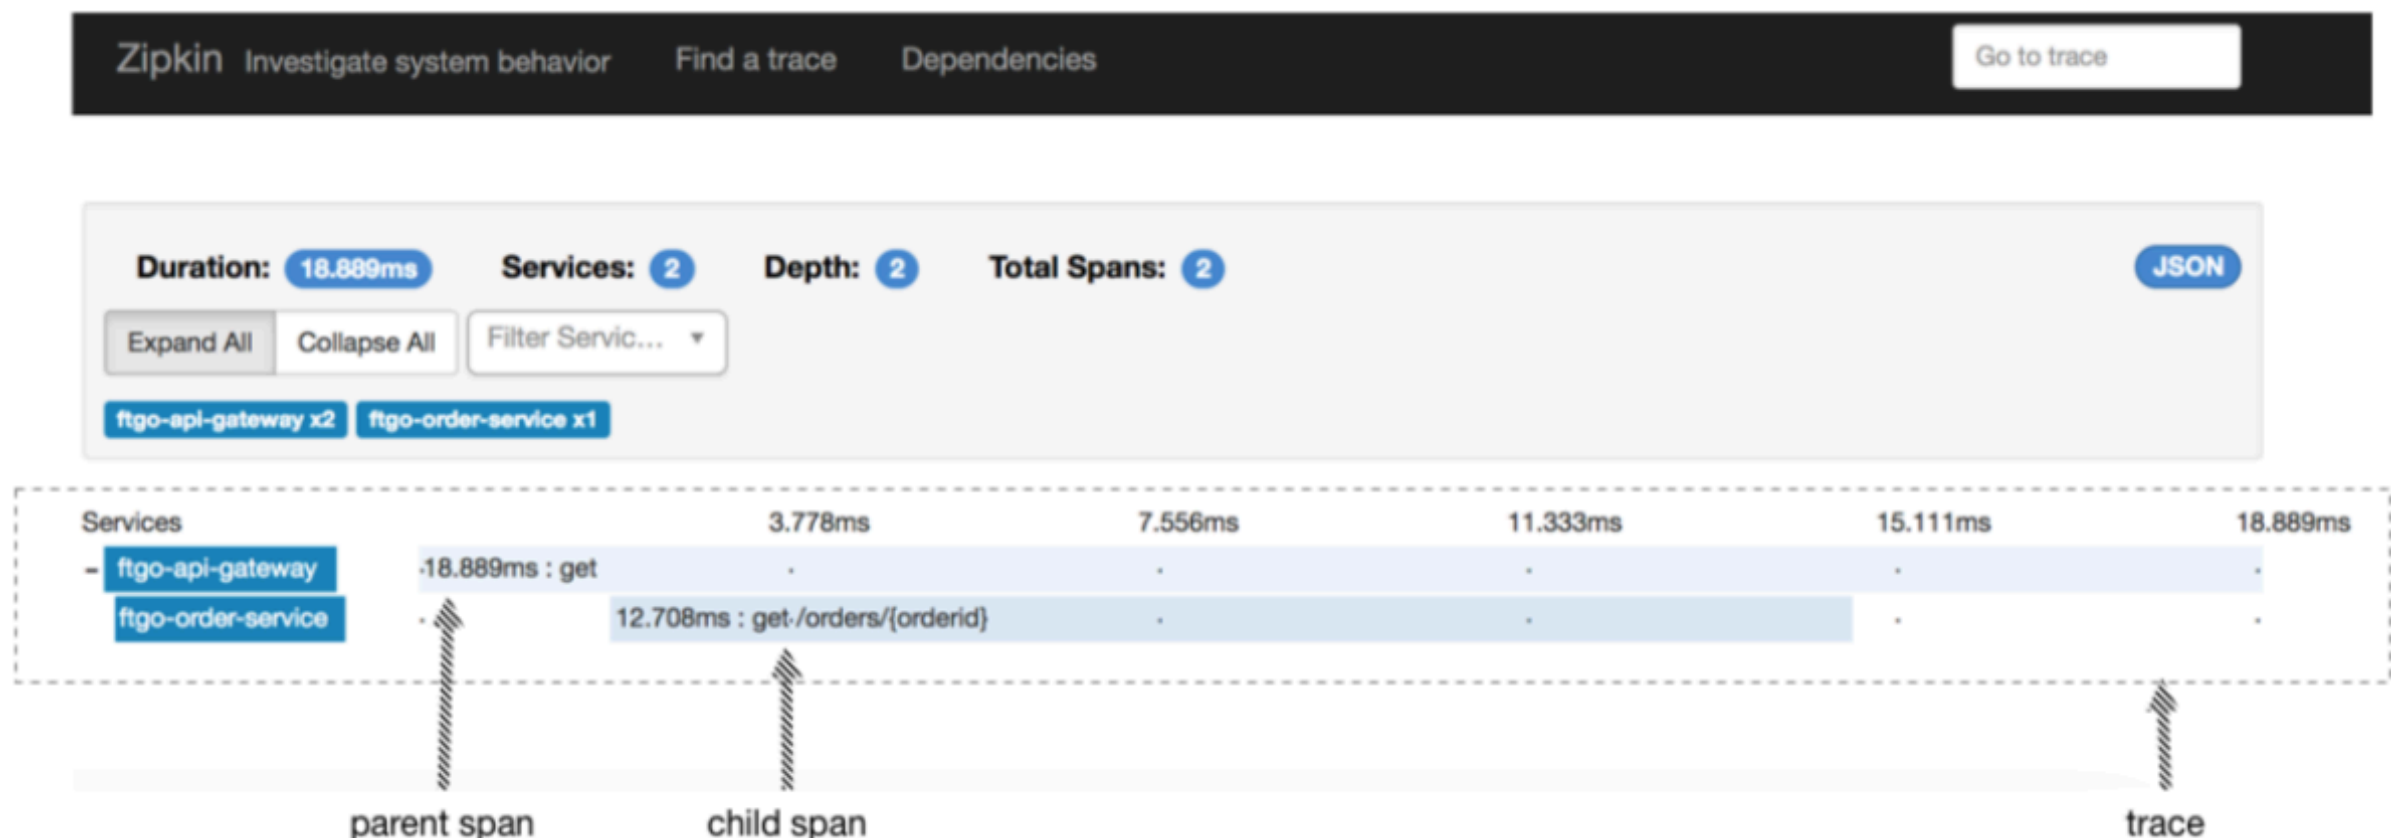 Zipkin Investigate system behavior Find a trace Dependencies Go to trace
Duration: 18.889ms Services: 2 Depth: 2 Total Spans: 2 JSON
Expand All Collapse All Filter Servic... ▼
ftgo-api-gateway x2 ftgo-order-service x1
Services 3.778ms 7.556ms 11.333ms 15.111ms 18.889ms
- ftgo-api-gateway ·18.889ms : get · · · · ·
ftgo-order-service · 12.708ms : get·/orders/{orderid} · · · ·
parent span child span trace